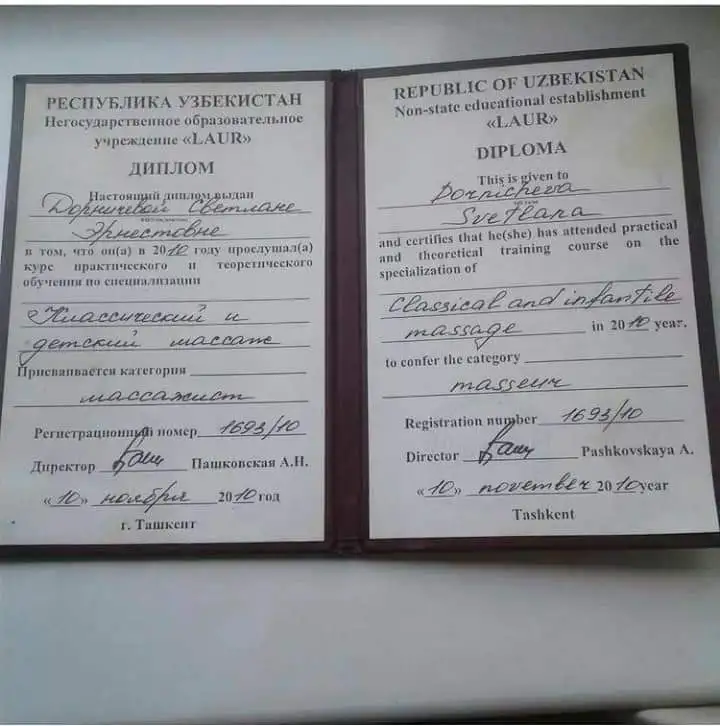 РЕСПУБЛИКА УЗБЕКИСТАН
Негосударственное образовательное
учреждение «LAUR»
ДИПЛОМ
Настоящий диплом выдан
Дорничевой Светлане
Эрнестовне
в том, что он(а) в 2010 году прослушал(а)
курс практического и теоретического
обучения по специализации
Классический и
детский массаж
Присваивается категория
массажист
Регистрационный номер 1693/10
Директор Пашковская А.Н.
«10» ноября 2010 год
г. Ташкент
REPUBLIC OF UZBEKISTAN
Non-state educational establishment
«LAUR»
DIPLOMA
This is given to
Dornicheva
Svetlana
and certifies that he(she) has attended practical
and theoretical training course on the
specialization of
Classical and infantile
massage in 2010 year.
to confer the category
masseur
Registration number 1693/10
Director Pashkovskaya A.
«10» november 2010 year
Tashkent